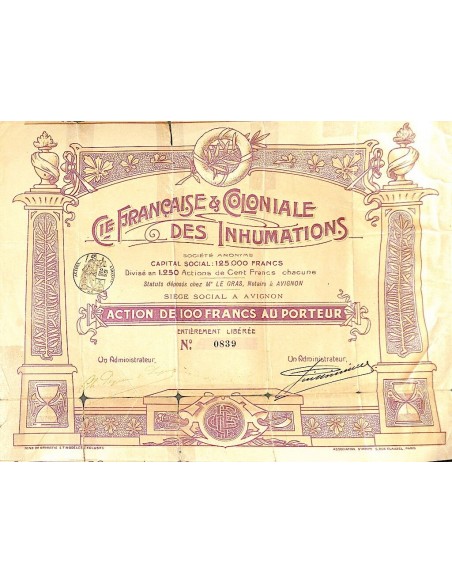 CIE FRANÇAISE & COLONIALE
DES INHUMATIONS
SOCIÉTÉ ANONYME
CAPITAL SOCIAL: 125.000 FRANCS
Divisé en 1.250 Actions de Cent Francs chacune
Statuts déposés chez Me LE GRAS, Notaire à AVIGNON
SIÈGE SOCIAL A AVIGNON
ACTION DE 100 FRANCS AU PORTEUR
ENTIÈREMENT LIBÉRÉE
No. 0839
Un Administrateur, Un Administrateur,
PARIS